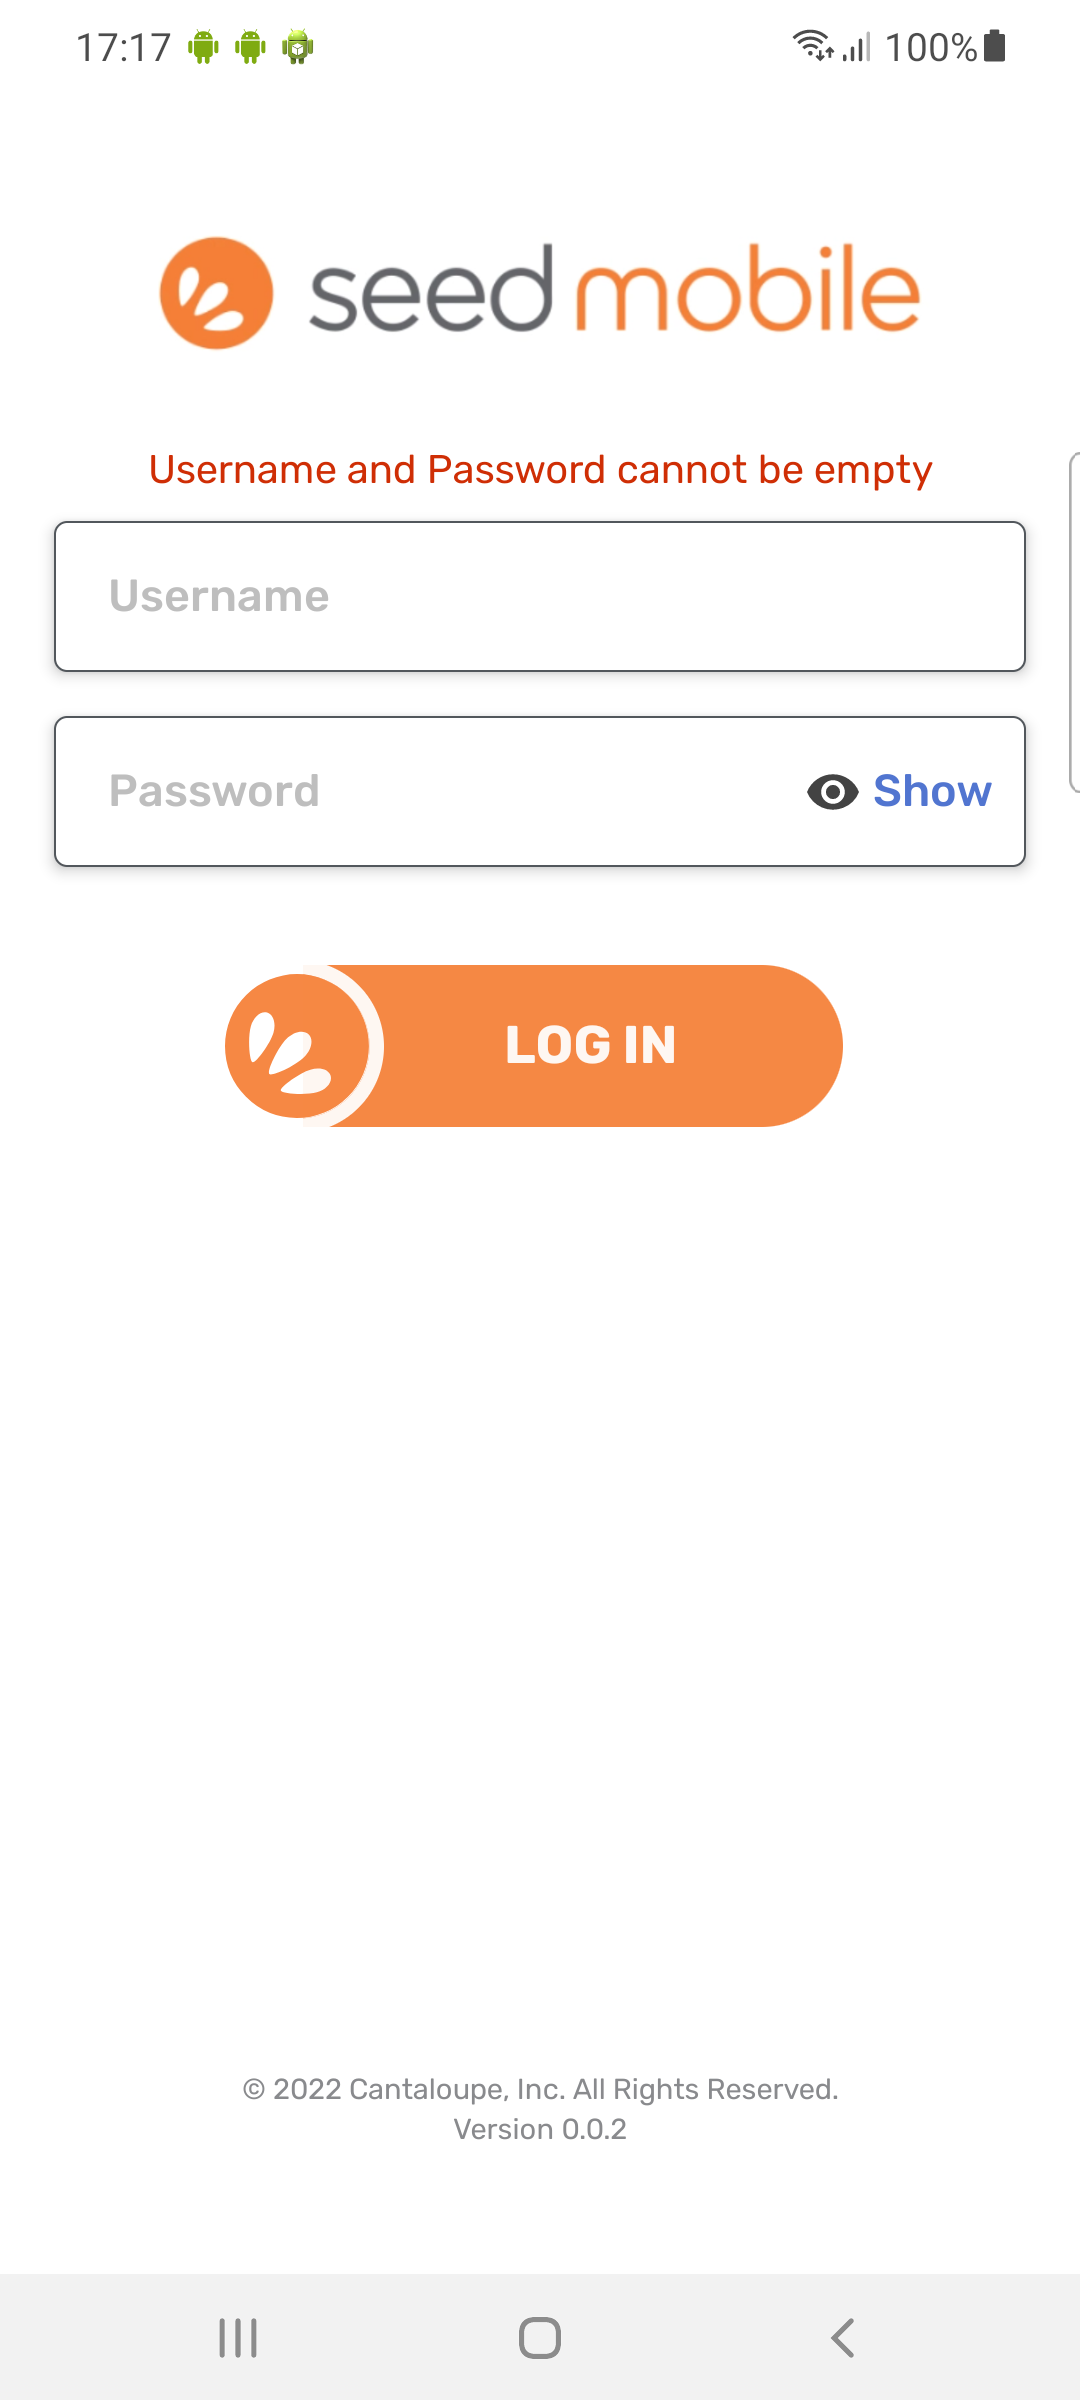 17:17 100%
seed mobile
Username and Password cannot be empty
Username
Password Show
LOG IN
© 2022 Cantaloupe, Inc. All Rights Reserved.
Version 0.0.2